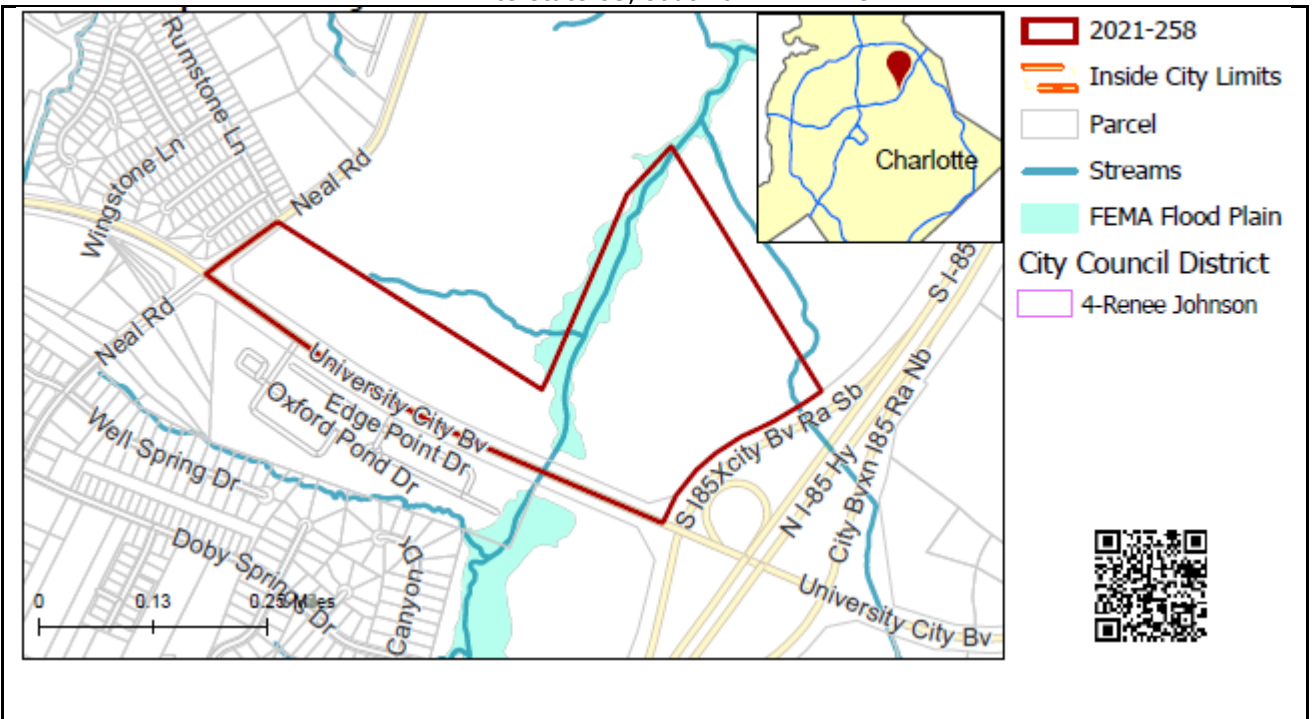 Rumstone Ln
Wingstone Ln
Neal Rd
Neal Rd
University City Bv
Edge Point Dr
Oxford Pond Dr
Well Spring Dr
Doby Springs Dr
Canyon Dr
S I85Xcity Bv Ra Sb
S I-85
N I-85 Hy
City Bvxn I85 Ra Nb
University City Bv
0 0.13 0.25 Miles
Charlotte
2021-258
Inside City Limits
Parcel
Streams
FEMA Flood Plain
City Council District
4-Renee Johnson